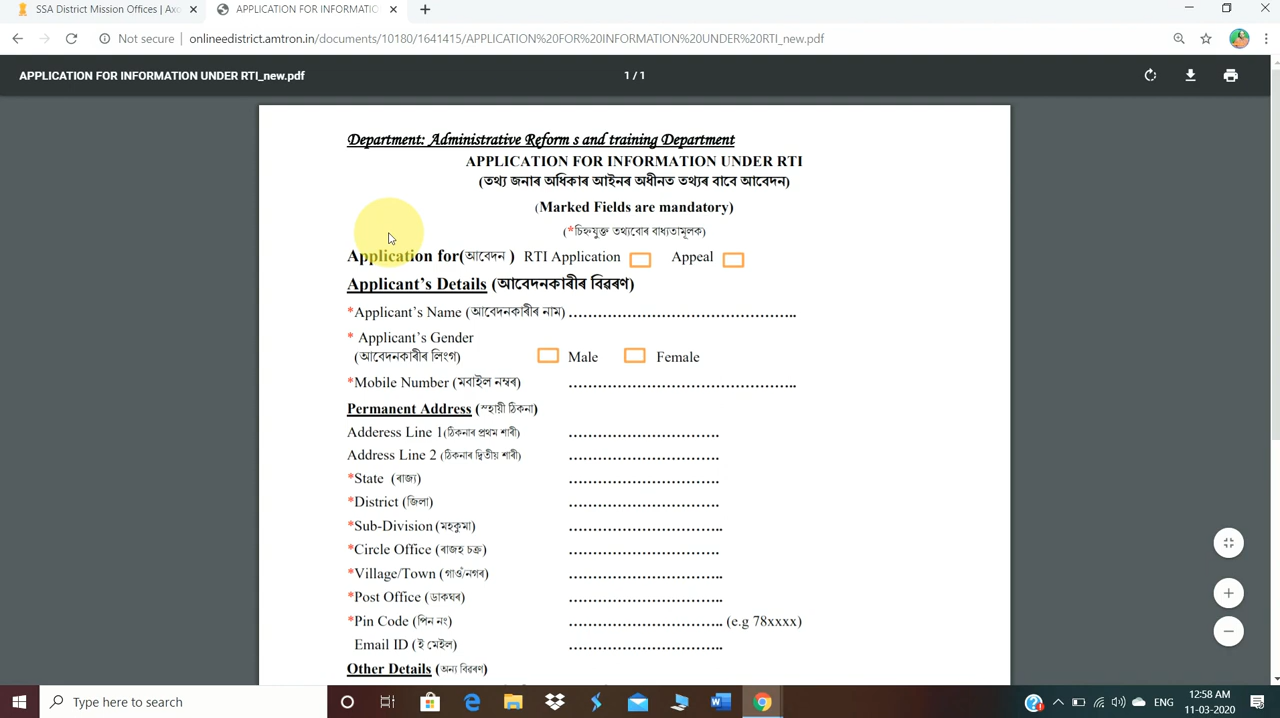 SSA District Mission Offices | Axo
APPLICATION FOR INFORMATIO
Not secure | onlineedistrict.amtron.in/documents/10180/1641415/APPLICATION%20FOR%20INFORMATION%20UNDER%20RTI_new.pdf
APPLICATION FOR INFORMATION UNDER RTI_new.pdf 1 / 1
Department: Administrative Reform s and training Department
APPLICATION FOR INFORMATION UNDER RTI
(তথ্য জনাৰ অধিকাৰ আইনৰ অধীনত তথ্যৰ বাবে আবেদন)
(Marked Fields are mandatory)
(*চিহ্নযুক্ত তথ্যবোৰ বাধ্যতামূলক)
Application for(আবেদন ) RTI Application Appeal
Applicant’s Details (আবেদনকাৰীৰ বিৱৰণ)
*Applicant’s Name (আবেদনকাৰীৰ নাম) ………………………………………..
* Applicant’s Gender
(আবেদনকাৰীৰ লিংগ) Male Female
*Mobile Number (মবাইল নম্বৰ) ………………………………………..
Permanent Address (স্হায়ী ঠিকনা)
Adderess Line 1(ঠিকনাৰ প্ৰথম শাৰী) ………………………….
Address Line 2 (ঠিকনাৰ দ্বিতীয় শাৰী) ………………………….
*State (ৰাজ্য) ………………………….
*District (জিলা) ………………………….
*Sub-Division (মহকুমা) …………………………..
*Circle Office (ৰাজহ চক্ৰ) ………………………….
*Village/Town (গাওঁ/নগৰ) …………………………..
*Post Office (ডাকঘৰ) …………………………..
*Pin Code (পিন নং) ………………………….. (e.g 78xxxx)
Email ID (ই মেইল) …………………………..
Other Details (অন্য বিৱৰণ)
Type here to search
ENG
12:58 AM
11-03-2020